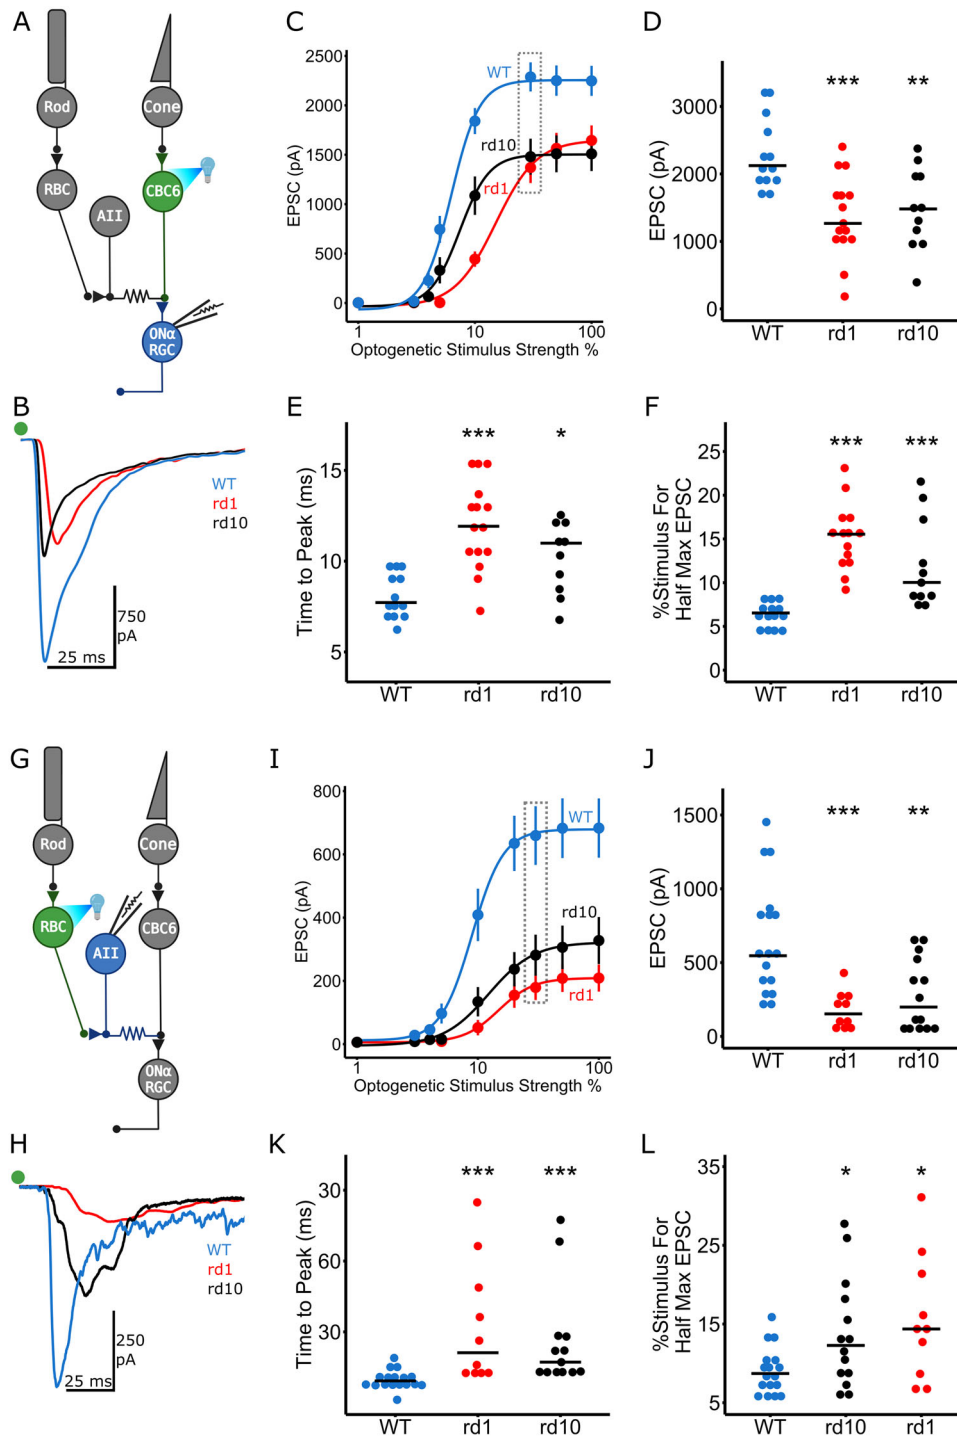 A
Rod
Cone
RBC
CBC6
AII
ONα
RGC
B
WT
rd1
rd10
750
pA
25 ms
C
2500
2000
1500
1000
500
0
EPSC (pA)
WT
rd10
rd1
1
10
100
Optogenetic Stimulus Strength %
D
*** **
3000
2000
1000
0
EPSC (pA)
WT rd1 rd10
E
*** *
15
10
5
Time to Peak (ms)
WT rd1 rd10
F
*** ***
25
20
15
10
5
0
%Stimulus For
Half Max EPSC
WT rd1 rd10
G
Rod
Cone
RBC
AII
CBC6
ONα
RGC
H
WT
rd1
rd10
250
pA
25 ms
I
800
600
400
200
0
EPSC (pA)
WT
rd10
rd1
1
10
100
Optogenetic Stimulus Strength %
J
*** **
1500
1000
500
0
EPSC (pA)
WT rd1 rd10
K
*** ***
30
60
30
Time to Peak (ms)
WT rd1 rd10
L
* *
35
25
15
5
%Stimulus For
Half Max EPSC
WT rd10 rd1